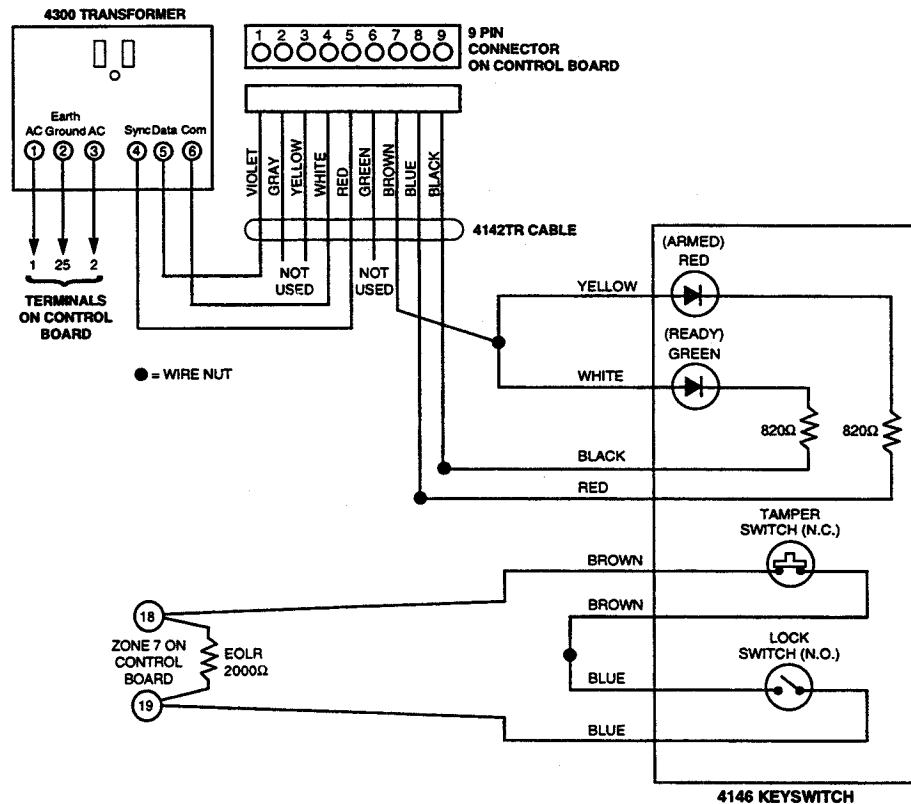 4300 TRANSFORMER
1 2 3 4 5 6 7 8 9
9 PIN
CONNECTOR
ON CONTROL BOARD
Earth
AC Ground AC
Sync Data Com
1 2 3 4 5 6
VIOLET
GRAY
YELLOW
WHITE
RED
GREEN
BROWN
BLUE
BLACK
4142TR CABLE
1 25 2
TERMINALS
ON CONTROL
BOARD
NOT
USED
NOT
USED
= WIRE NUT
(ARMED)
RED
YELLOW
(READY)
GREEN
WHITE
820Ω
820Ω
BLACK
RED
TAMPER
SWITCH (N.C.)
BROWN
BROWN
18
ZONE 7 ON
CONTROL
BOARD
EOLR
2000Ω
19
LOCK
SWITCH (N.O.)
BLUE
BLUE
4146 KEYSWITCH